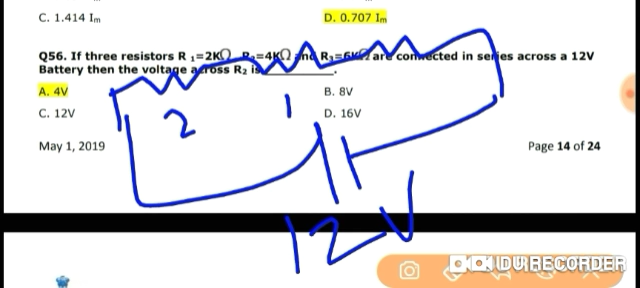 C. 1.414 Iₘ D. 0.707 Iₘ
Q56. If three resistors R ₁=2KΩ R₂=4KΩ and R₃=6KΩ are connected in series across a 12V
Battery then the voltage across R₂ is
A. 4V B. 8V
C. 12V D. 16V
2 1
May 1, 2019 Page 14 of 24
12V
DU RECORDER